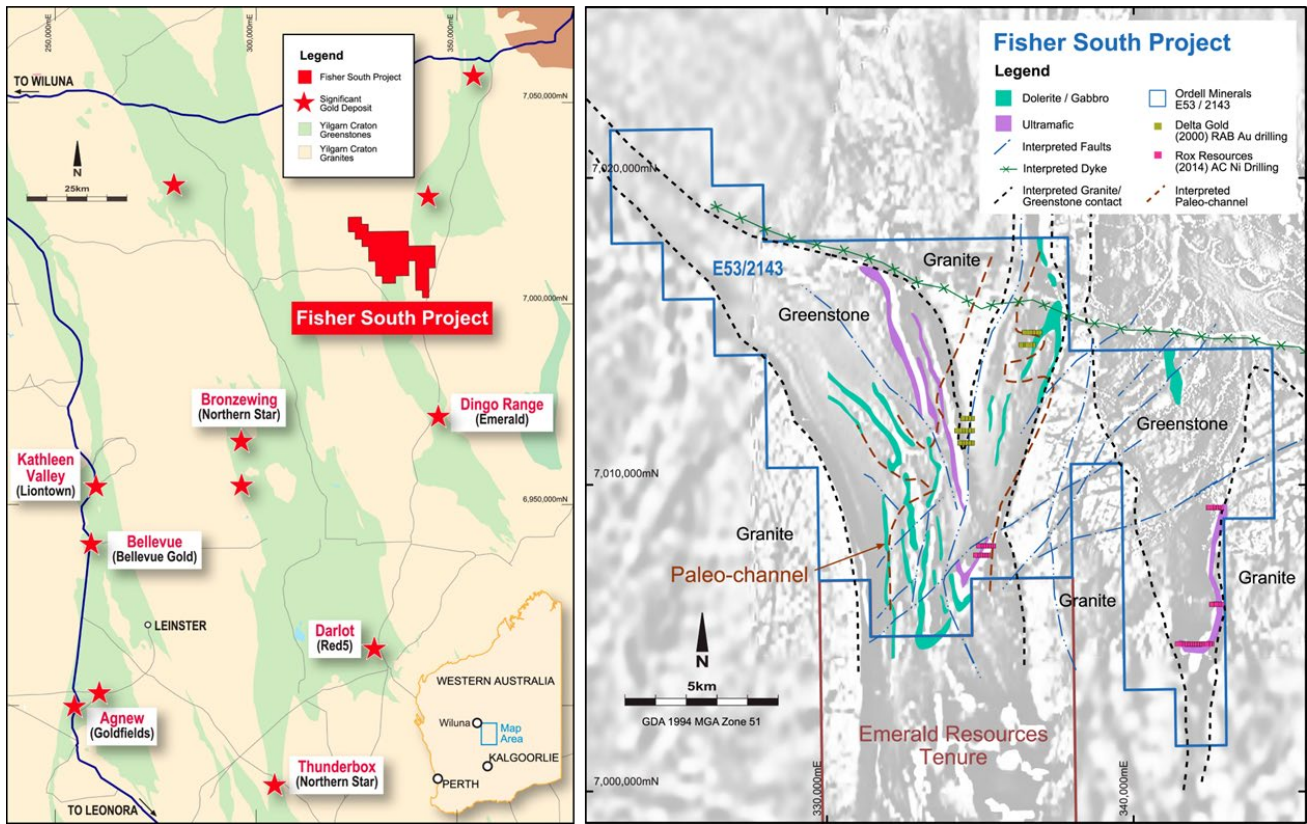 250,000mE
300,000mE
350,000mE
TO WILUNA
N
25km
Legend
Fisher South Project
Significant
Gold Deposit
Yilgarn Craton
Greenstones
Yilgarn Craton
Granites
7,050,000mN
Fisher South Project
7,000,000mN
Bronzewing
(Northern Star)
Dingo Range
(Emerald)
Kathleen
Valley
(Liontown)
6,950,000mN
Bellevue
(Bellevue Gold)
LEINSTER
Darlot
(Red5)
Agnew
(Goldfields)
Thunderbox
(Northern Star)
TO LEONORA
WESTERN AUSTRALIA
Wiluna
Map
Area
KALGOORLIE
PERTH
Fisher South Project
Legend
Dolerite / Gabbro
Ultramafic
Interpreted Faults
Interpreted Dyke
Interpreted Granite/
Greenstone contact
Ordell Minerals
E53 / 2143
Delta Gold
(2000) RAB Au drilling
Rox Resources
(2014) AC Ni Drilling
Interpreted
Paleo-channel
7,020,000mN
E53/2143
Granite
Greenstone
Greenstone
7,010,000mN
Granite
Paleo-channel
Granite
Granite
N
5km
GDA 1994 MGA Zone 51
Emerald Resources
Tenure
7,000,000mN
330,000mE
340,000mE